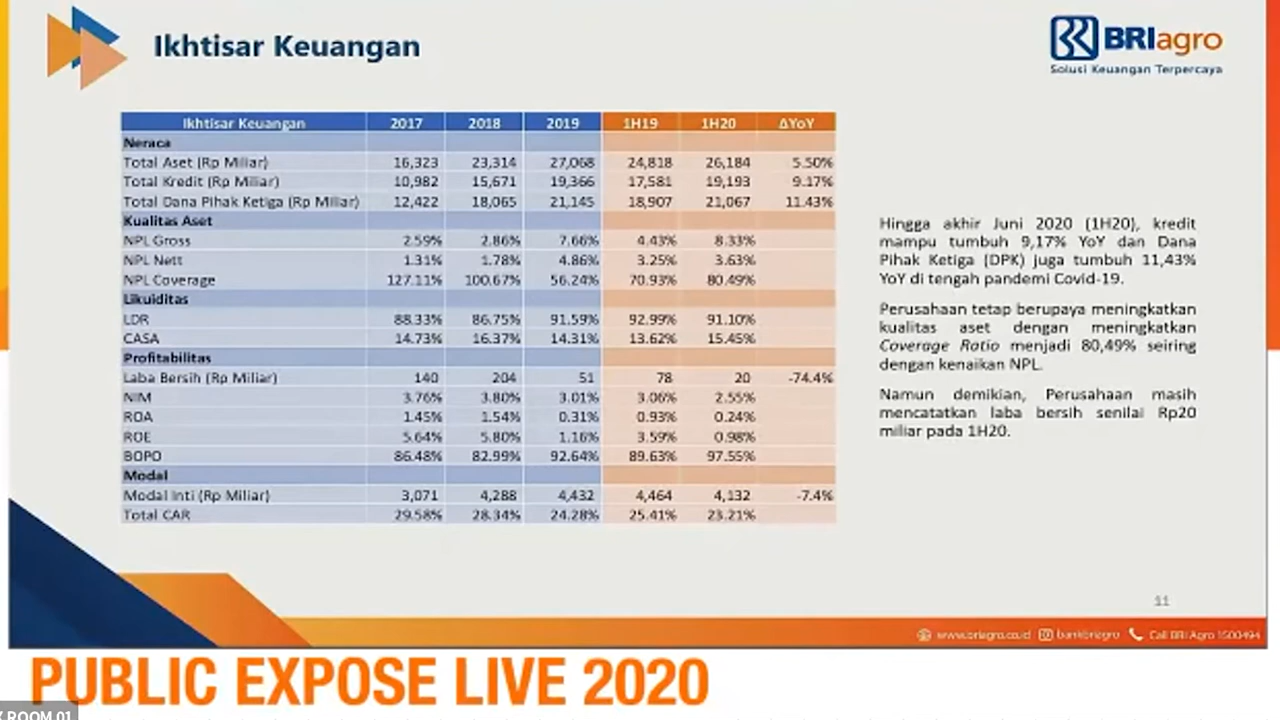 Ikhtisar Keuangan
BRIagro
Solusi Keuangan Terpercaya
Ikhtisar Keuangan 2017 2018 2019 1H19 1H20 ΔYoY
Neraca
Total Aset (Rp Miliar) 16,323 23,314 27,068 24,818 26,184 5.50%
Total Kredit (Rp Miliar) 10,982 15,671 19,366 17,581 19,193 9.17%
Total Dana Pihak Ketiga (Rp Miliar) 12,422 18,065 21,145 18,907 21,067 11.43%
Kualitas Aset
NPL Gross 2.59% 2.86% 7.66% 4.43% 8.33%
NPL Nett 1.31% 1.78% 4.86% 3.25% 3.63%
NPL Coverage 127.11% 100.67% 56.24% 70.93% 80.49%
Likuiditas
LDR 88.33% 86.75% 91.59% 92.99% 91.10%
CASA 14.73% 16.37% 14.31% 13.62% 15.45%
Profitabilitas
Laba Bersih (Rp Miliar) 140 204 51 78 20 -74.4%
NIM 3.76% 3.80% 3.01% 3.06% 2.55%
ROA 1.45% 1.54% 0.31% 0.93% 0.24%
ROE 5.64% 5.80% 1.16% 3.59% 0.98%
BOPO 86.48% 82.99% 92.64% 89.63% 97.55%
Modal
Modal Inti (Rp Miliar) 3,071 4,288 4,432 4,464 4,132 -7.4%
Total CAR 29.58% 28.34% 24.28% 25.41% 23.21%
Hingga akhir Juni 2020 (1H20), kredit
mampu tumbuh 9,17% YoY dan Dana
Pihak Ketiga (DPK) juga tumbuh 11,43%
YoY di tengah pandemi Covid-19.
Perusahaan tetap berupaya meningkatkan
kualitas aset dengan meningkatkan
Coverage Ratio menjadi 80,49% seiring
dengan kenaikan NPL.
Namun demikian, Perusahaan masih
mencatatkan laba bersih senilai Rp20
miliar pada 1H20.
11
www.briagro.co.id bankbriagro Call BRI Agro 1500494
PUBLIC EXPOSE LIVE 2020
ROOM 01